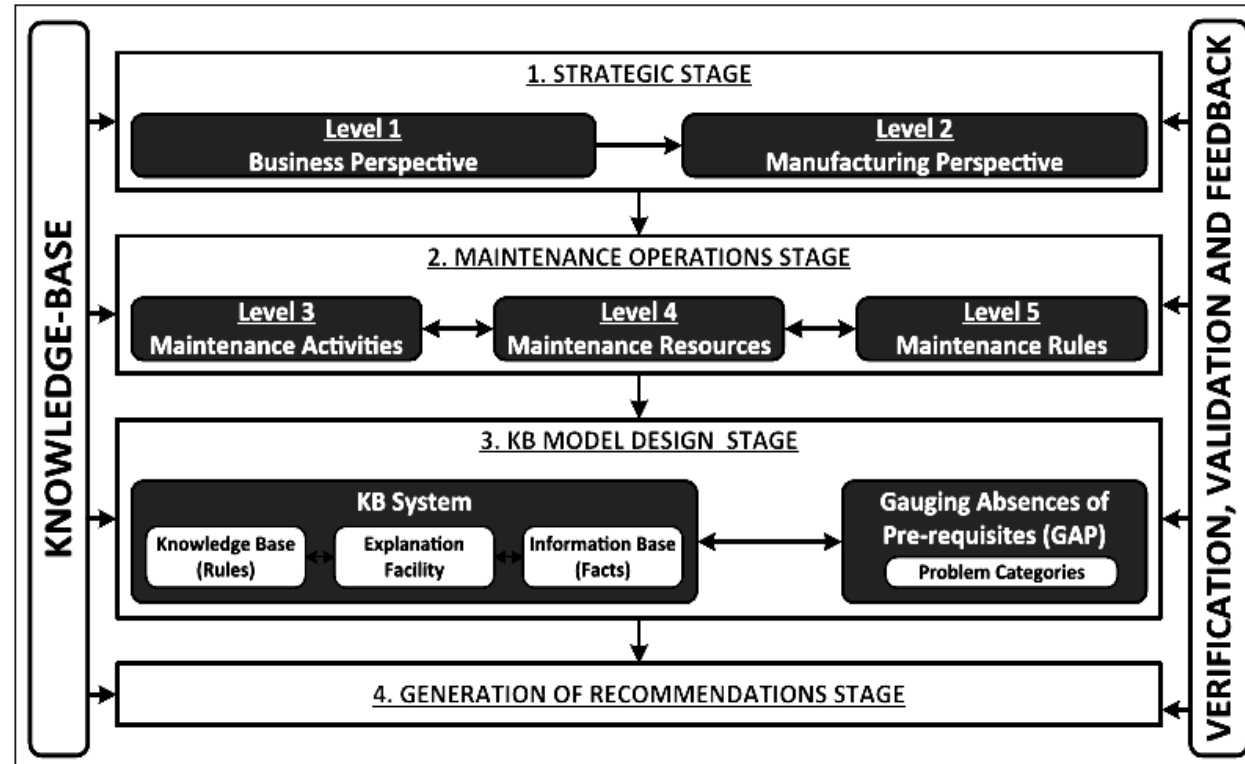 KNOWLEDGE-BASE
1. STRATEGIC STAGE
Level 1
Business Perspective
Level 2
Manufacturing Perspective
2. MAINTENANCE OPERATIONS STAGE
Level 3
Maintenance Activities
Level 4
Maintenance Resources
Level 5
Maintenance Rules
3. KB MODEL DESIGN STAGE
KB System
Knowledge Base
(Rules)
Explanation
Facility
Information Base
(Facts)
Gauging Absences of
Pre-requisites (GAP)
Problem Categories
4. GENERATION OF RECOMMENDATIONS STAGE
VERIFICATION, VALIDATION AND FEEDBACK